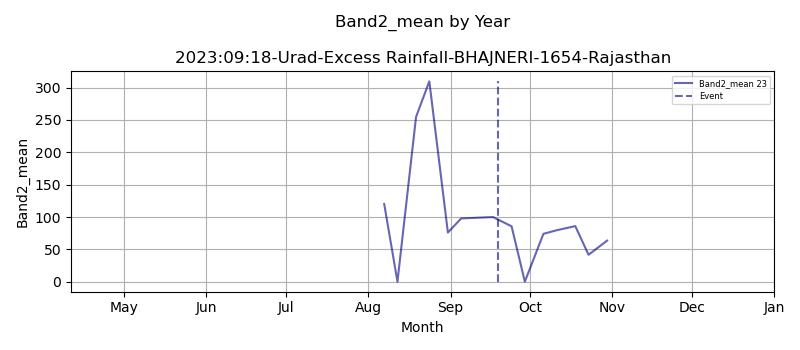 Band2_mean by Year
2023:09:18-Urad-Excess Rainfall-BHAJNERI-1654-Rajasthan
Band2_mean 23
Event
300
250
200
150
100
50
0
Band2_mean
May Jun Jul Aug Sep Oct Nov Dec Jan
Month